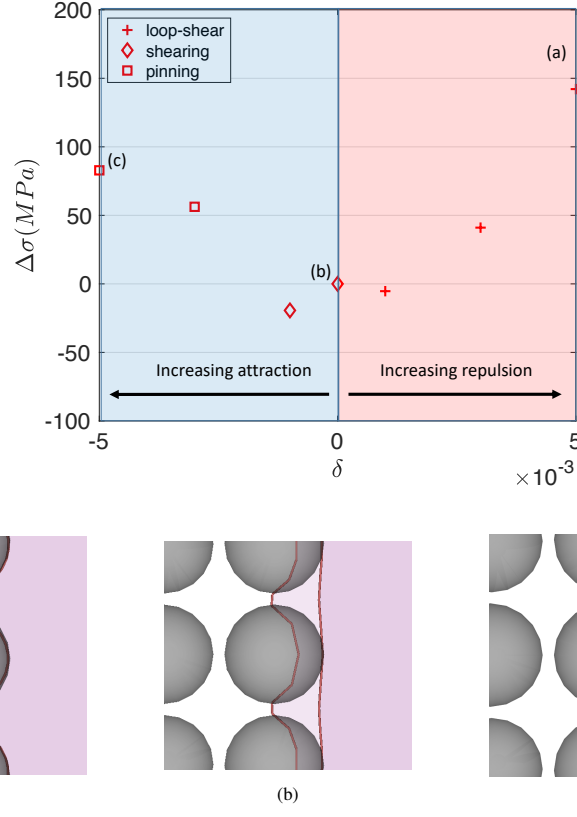 200
150
100
50
0
-50
-100
Δσ(MPa)
loop-shear
shearing
pinning
(a)
(c)
(b)
Increasing attraction
Increasing repulsion
-5
0
5
δ
×10⁻³
(b)